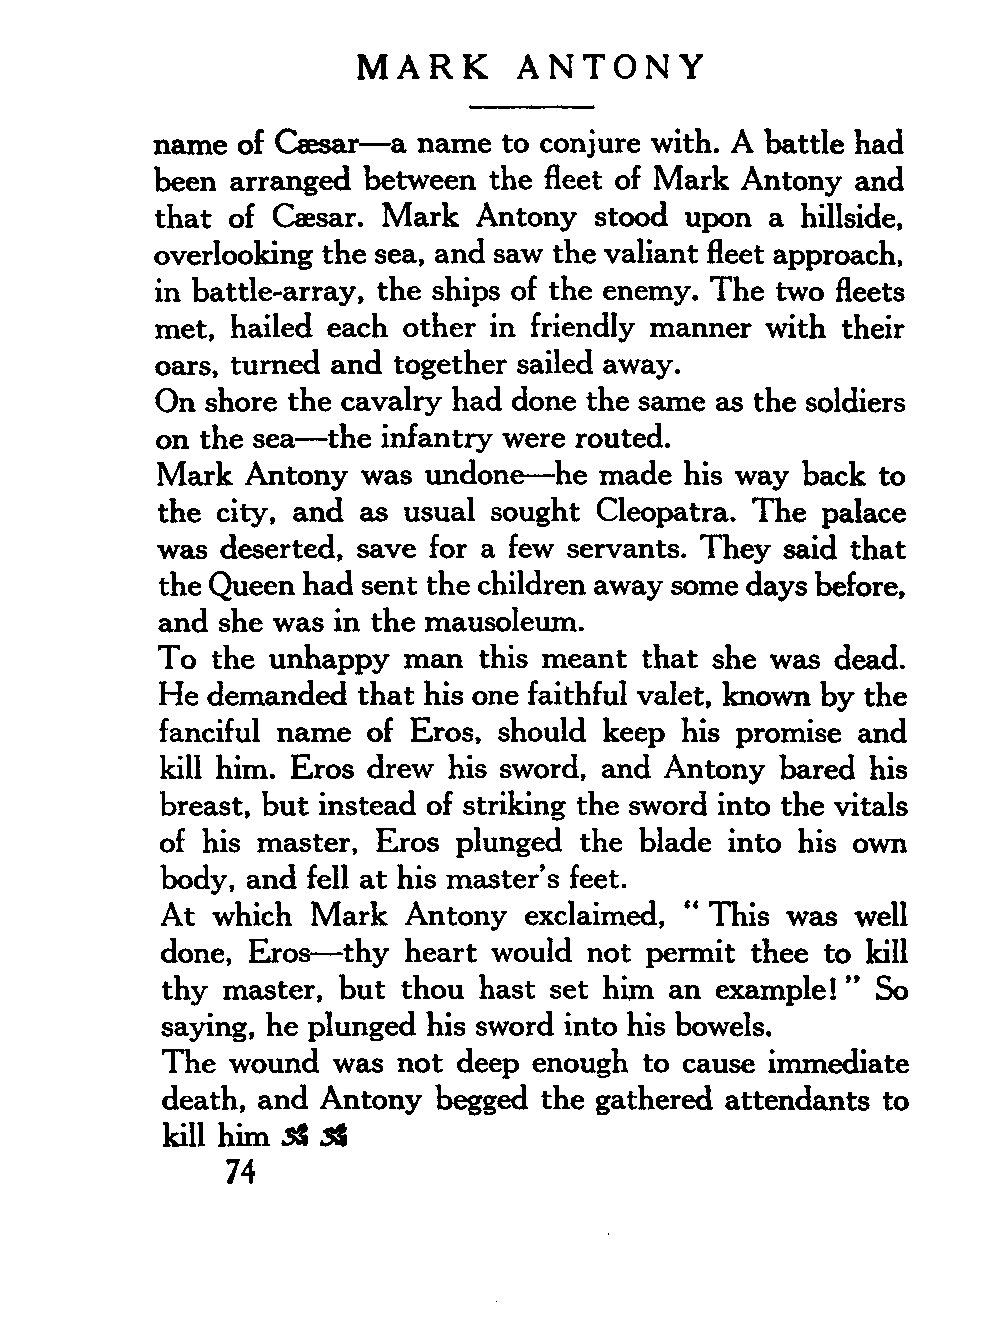 MARK ANTONY
name of Cæsar—a name to conjure with. A battle had
been arranged between the fleet of Mark Antony and
that of Cæsar. Mark Antony stood upon a hillside,
overlooking the sea, and saw the valiant fleet approach,
in battle-array, the ships of the enemy. The two fleets
met, hailed each other in friendly manner with their
oars, turned and together sailed away.
On shore the cavalry had done the same as the soldiers
on the sea—the infantry were routed.
Mark Antony was undone—he made his way back to
the city, and as usual sought Cleopatra. The palace
was deserted, save for a few servants. They said that
the Queen had sent the children away some days before,
and she was in the mausoleum.
To the unhappy man this meant that she was dead.
He demanded that his one faithful valet, known by the
fanciful name of Eros, should keep his promise and
kill him. Eros drew his sword, and Antony bared his
breast, but instead of striking the sword into the vitals
of his master, Eros plunged the blade into his own
body, and fell at his master's feet.
At which Mark Antony exclaimed, “ This was well
done, Eros—thy heart would not permit thee to kill
thy master, but thou hast set him an example! ” So
saying, he plunged his sword into his bowels.
The wound was not deep enough to cause immediate
death, and Antony begged the gathered attendants to
kill him
74